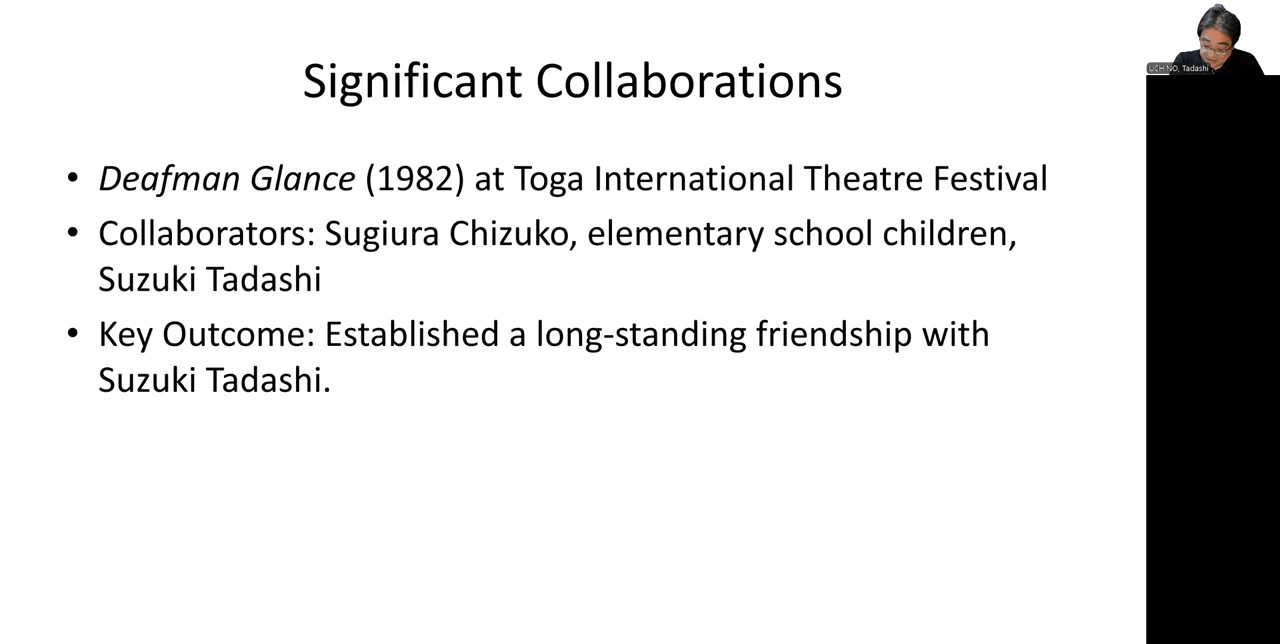 Significant Collaborations
• Deafman Glance (1982) at Toga International Theatre Festival
• Collaborators: Sugiura Chizuko, elementary school children,
Suzuki Tadashi
• Key Outcome: Established a long-standing friendship with
Suzuki Tadashi.
Tadashi